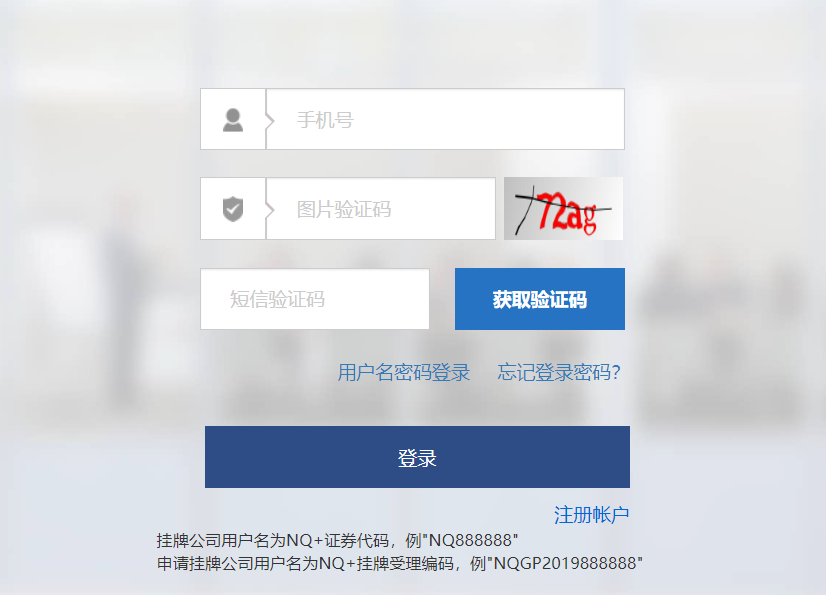 手机号
图片验证码
短信验证码 获取验证码
用户名密码登录 忘记登录密码?
登录
注册帐户
挂牌公司用户名为NQ+证券代码，例"NQ888888"
申请挂牌公司用户名为NQ+挂牌受理编码，例"NQGP2019888888"